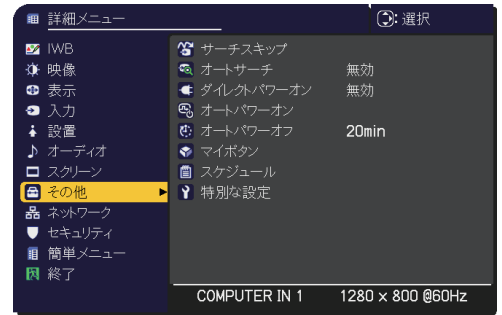 詳細メニュー
: 選択
IWB
映像
表示
入力
設置
オーディオ
スクリーン
その他
ネットワーク
セキュリティ
簡単メニュー
終了
サーチスキップ
オートサーチ 無効
ダイレクトパワーオン 無効
オートパワーオン
オートパワーオフ 20min
マイボタン
スケジュール
特別な設定
COMPUTER IN 1 1280 × 800 @60Hz